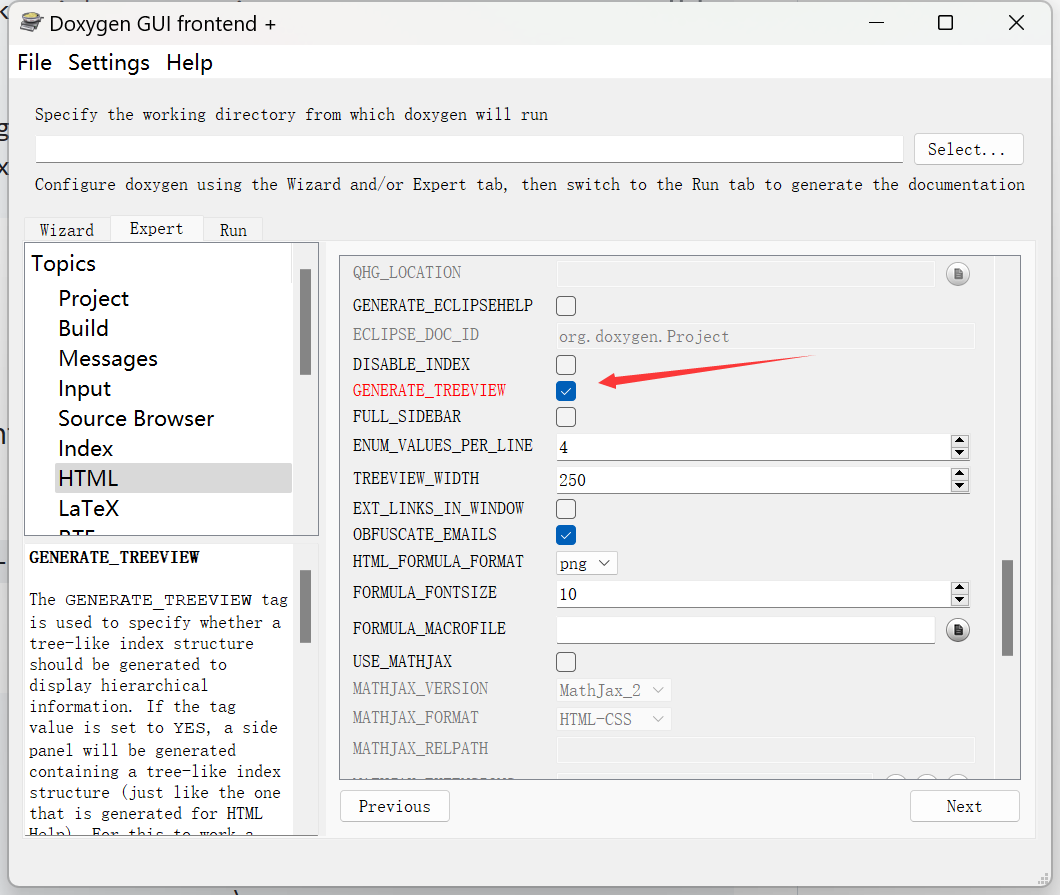 Doxygen GUI frontend +
File Settings Help
Specify the working directory from which doxygen will run
Select...
Configure doxygen using the Wizard and/or Expert tab, then switch to the Run tab to generate the documentation
Wizard Expert Run
Topics
Project
Build
Messages
Input
Source Browser
Index
HTML
LaTeX
GENERATE_TREEVIEW
The GENERATE_TREEVIEW tag
is used to specify whether a
tree-like index structure
should be generated to
display hierarchical
information. If the tag
value is set to YES, a side
panel will be generated
containing a tree-like index
structure (just like the one
that is generated for HTML
Help). For this to work a
QHG_LOCATION
GENERATE_ECLIPSEHELP
ECLIPSE_DOC_ID org.doxygen.Project
DISABLE_INDEX
GENERATE_TREEVIEW
FULL_SIDEBAR
ENUM_VALUES_PER_LINE 4
TREEVIEW_WIDTH 250
EXT_LINKS_IN_WINDOW
OBFUSCATE_EMAILS
HTML_FORMULA_FORMAT png
FORMULA_FONTSIZE 10
FORMULA_MACROFILE
USE_MATHJAX
MATHJAX_VERSION MathJax_2
MATHJAX_FORMAT HTML-CSS
MATHJAX_RELPATH
Previous Next